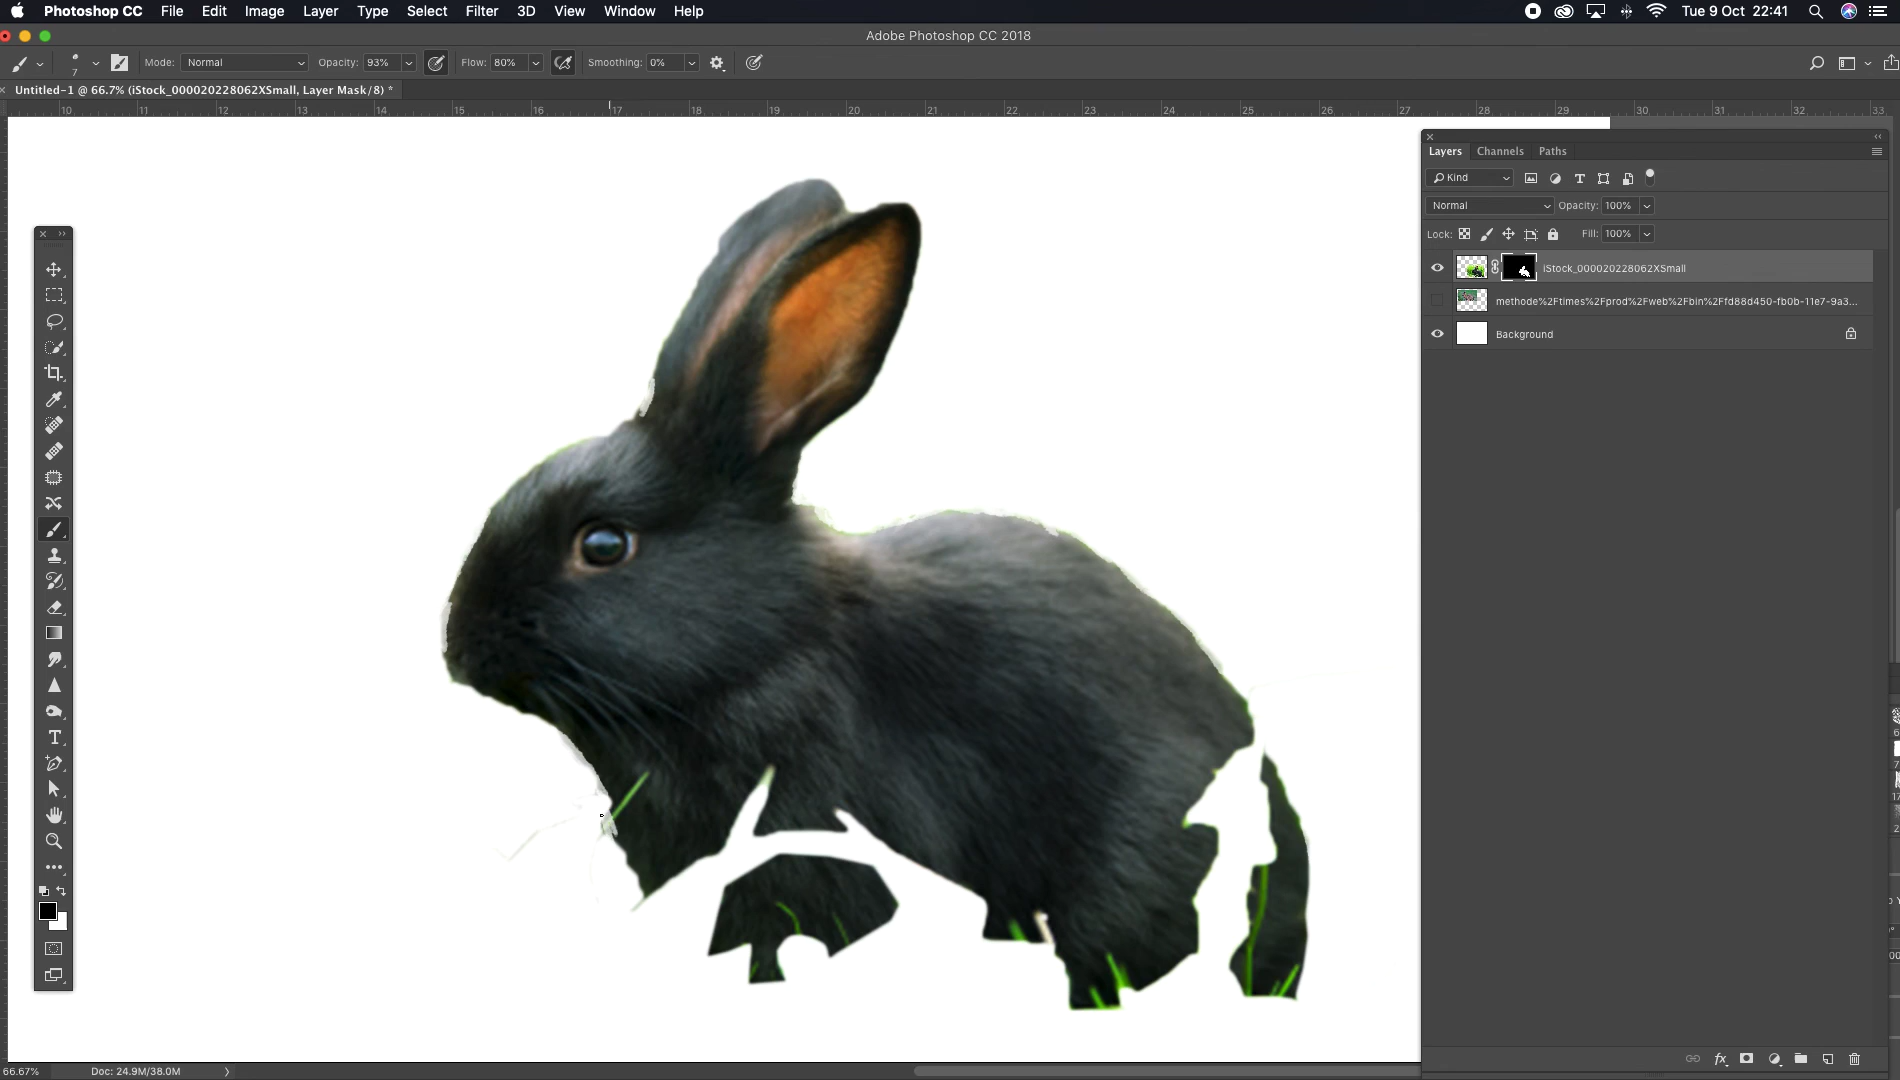 Photoshop CC File Edit Image Layer Type Select Filter 3D View Window Help Tue 9 Oct 22:41
Adobe Photoshop CC 2018
7 Mode: Normal Opacity: 93% Flow: 80% Smoothing: 0%
Untitled-1 @ 66.7% (iStock_000020228062XSmall, Layer Mask/8) *
10 11 12 13 14 15 16 17 18 19 20 21 22 23 24 25 26 27 28 29 30 31 32 33
Layers Channels Paths
Kind
Normal Opacity: 100%
Lock: Fill: 100%
iStock_000020228062XSmall
methode%2Ftimes%2Fprod%2Fweb%2Fbin%2Ffd88d450-fb0b-11e7-9a3...
Background
fx
66.67% Doc: 24.9M/38.0M